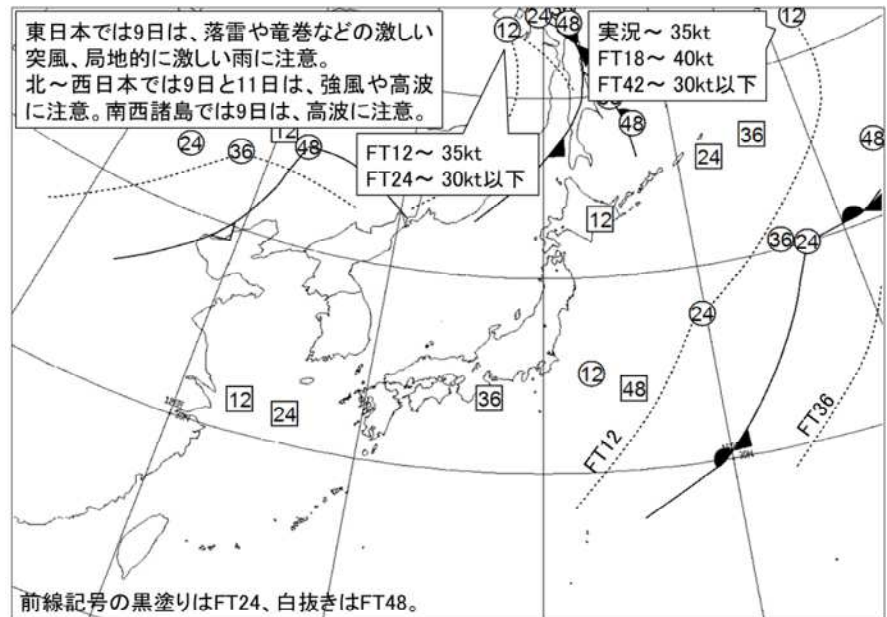 東日本では9日は、落雷や竜巻などの激しい
突風、局地的に激しい雨に注意。
北～西日本では9日と11日は、強風や高波
に注意。南西諸島では9日は、高波に注意。
実況～ 35kt
FT18～ 40kt
FT42～ 30kt以下
FT12～ 35kt
FT24～ 30kt以下
12
24
48
12
24
36
12
48
48
24
36
48
12
36
24
24
12
48
36
12
24
FT12
FT36
30N
前線記号の黒塗りはFT24、白抜きはFT48。